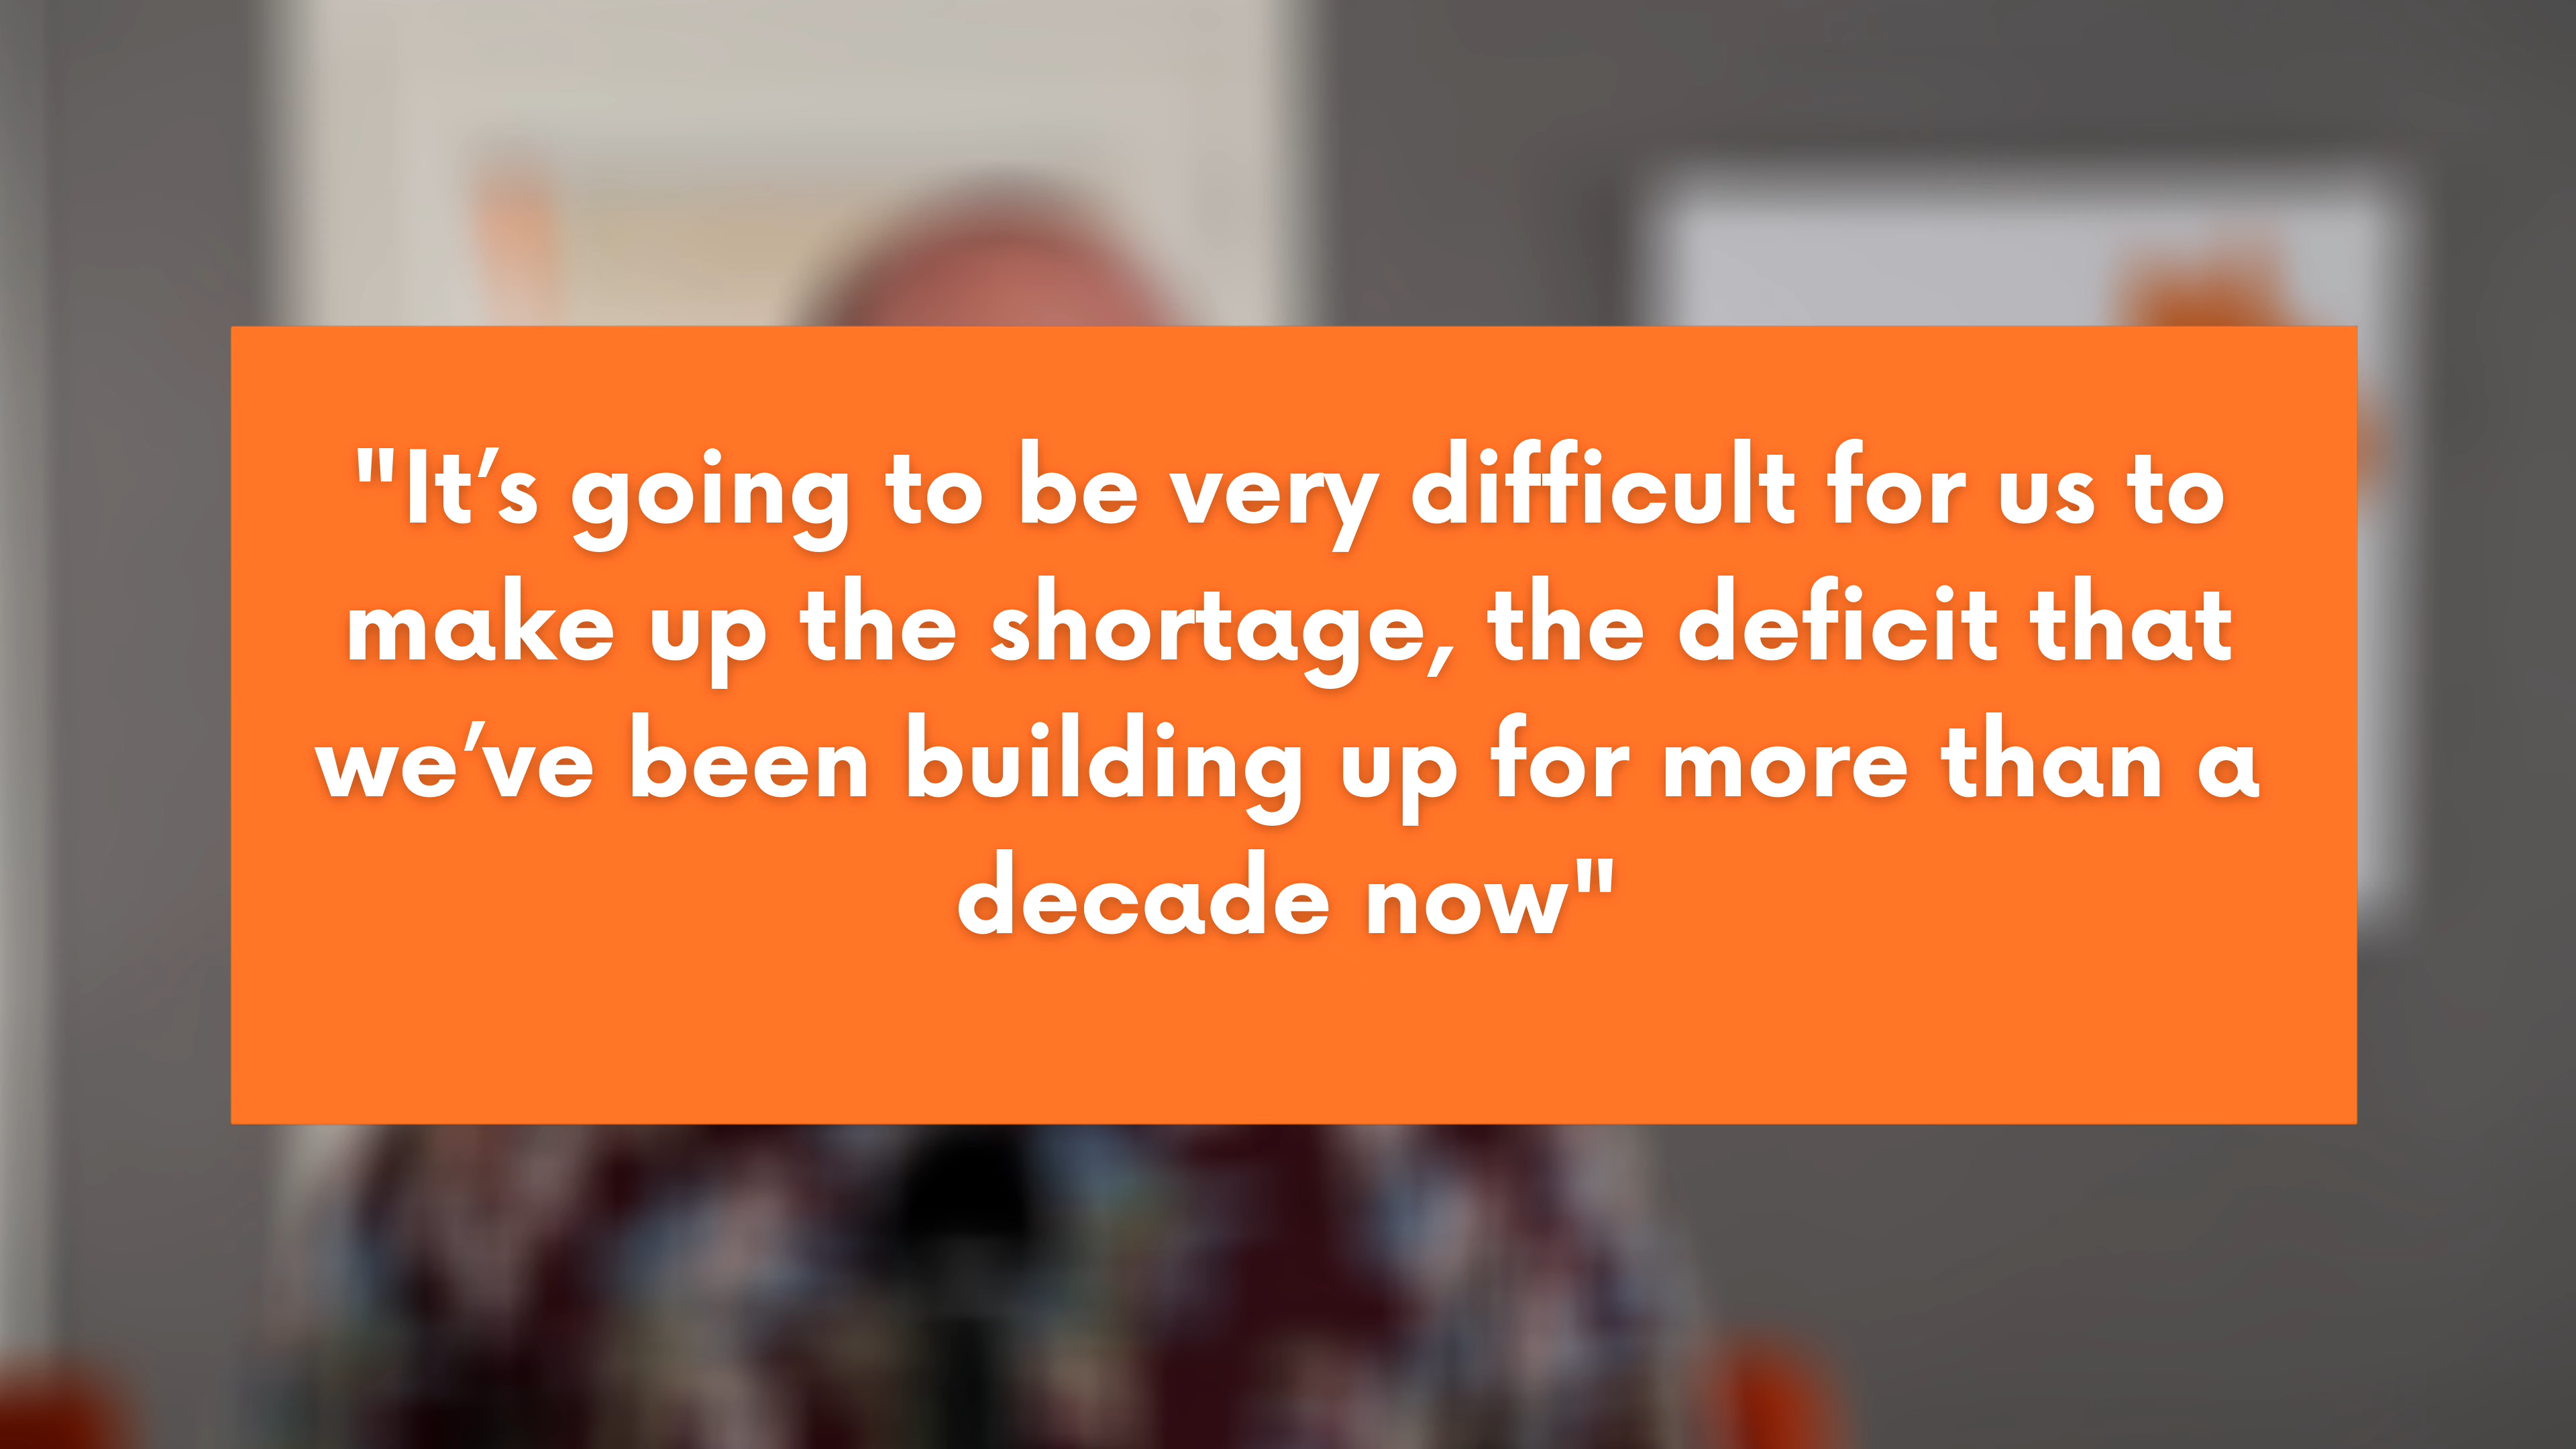 "It’s going to be very difficult for us to
make up the shortage, the deficit that
we’ve been building up for more than a
decade now"